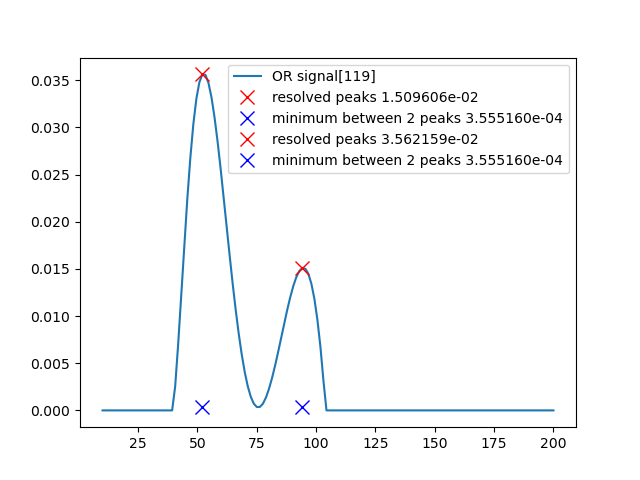 OR signal[119]
resolved peaks 1.509606e-02
minimum between 2 peaks 3.555160e-04
resolved peaks 3.562159e-02
minimum between 2 peaks 3.555160e-04
0.035
0.030
0.025
0.020
0.015
0.010
0.005
0.000
25 50 75 100 125 150 175 200